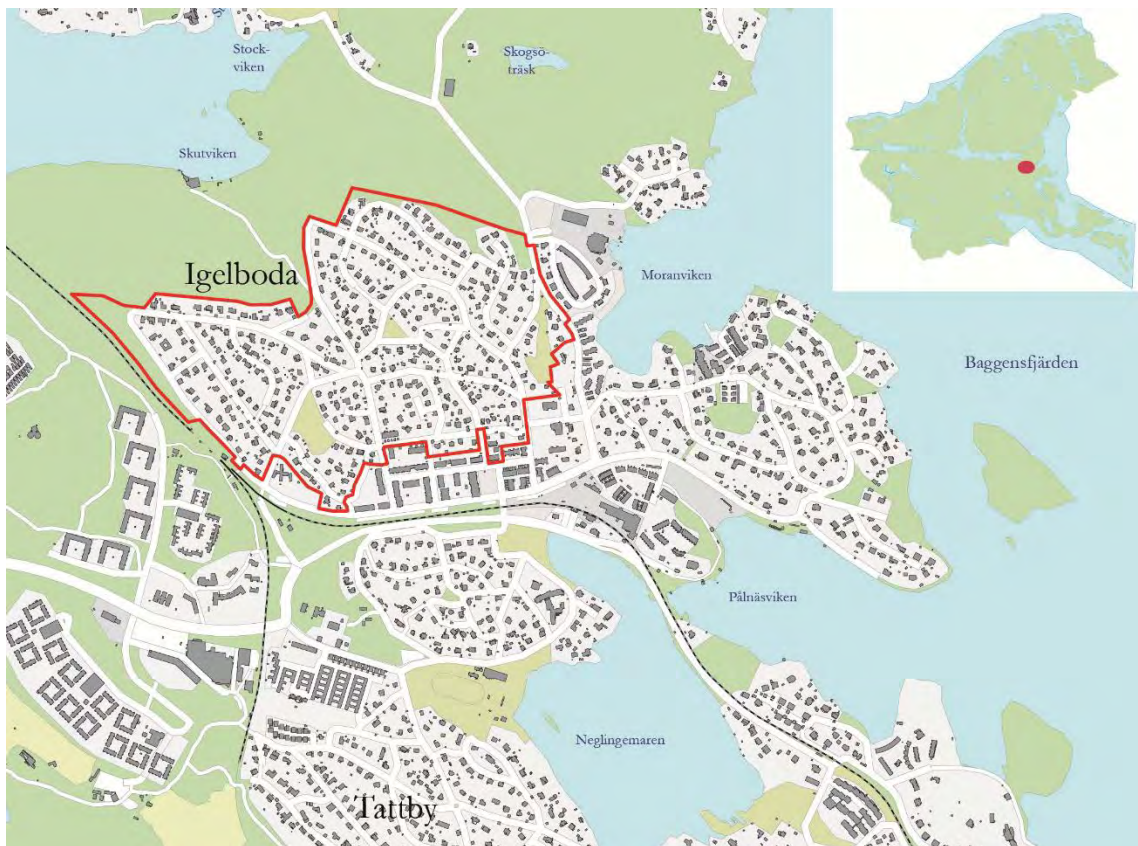 Stock-
viken
Skogsö-
träsk
Skutviken
Igelboda
Moranviken
Baggensfjärden
Pålnäsviken
Neglingemaren
Tattby